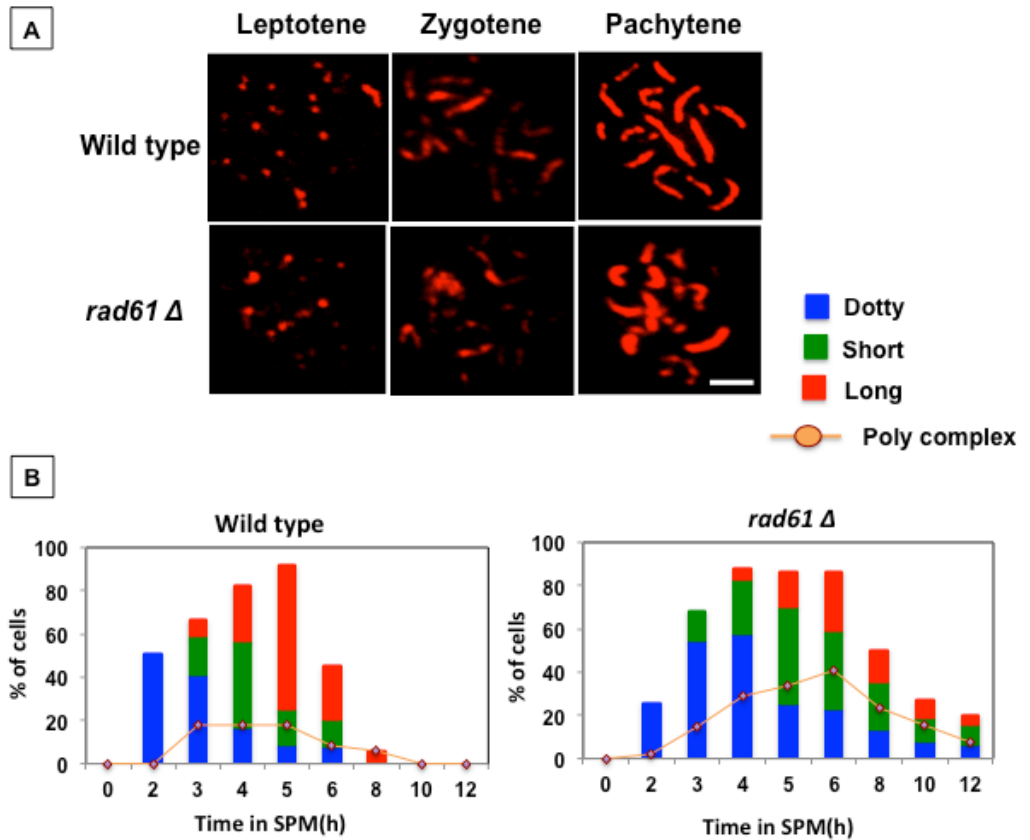 A
Leptotene Zygotene Pachytene
Wild type
rad61 Δ
Dotty
Short
Long
Poly complex
B
Wild type
100
80
60
40
20
0
% of cells
0 2 3 4 5 6 8 10 12
Time in SPM(h)
rad61 Δ
100
80
60
40
20
0
% of cells
0 2 3 4 5 6 8 10 12
Time in SPM(h)